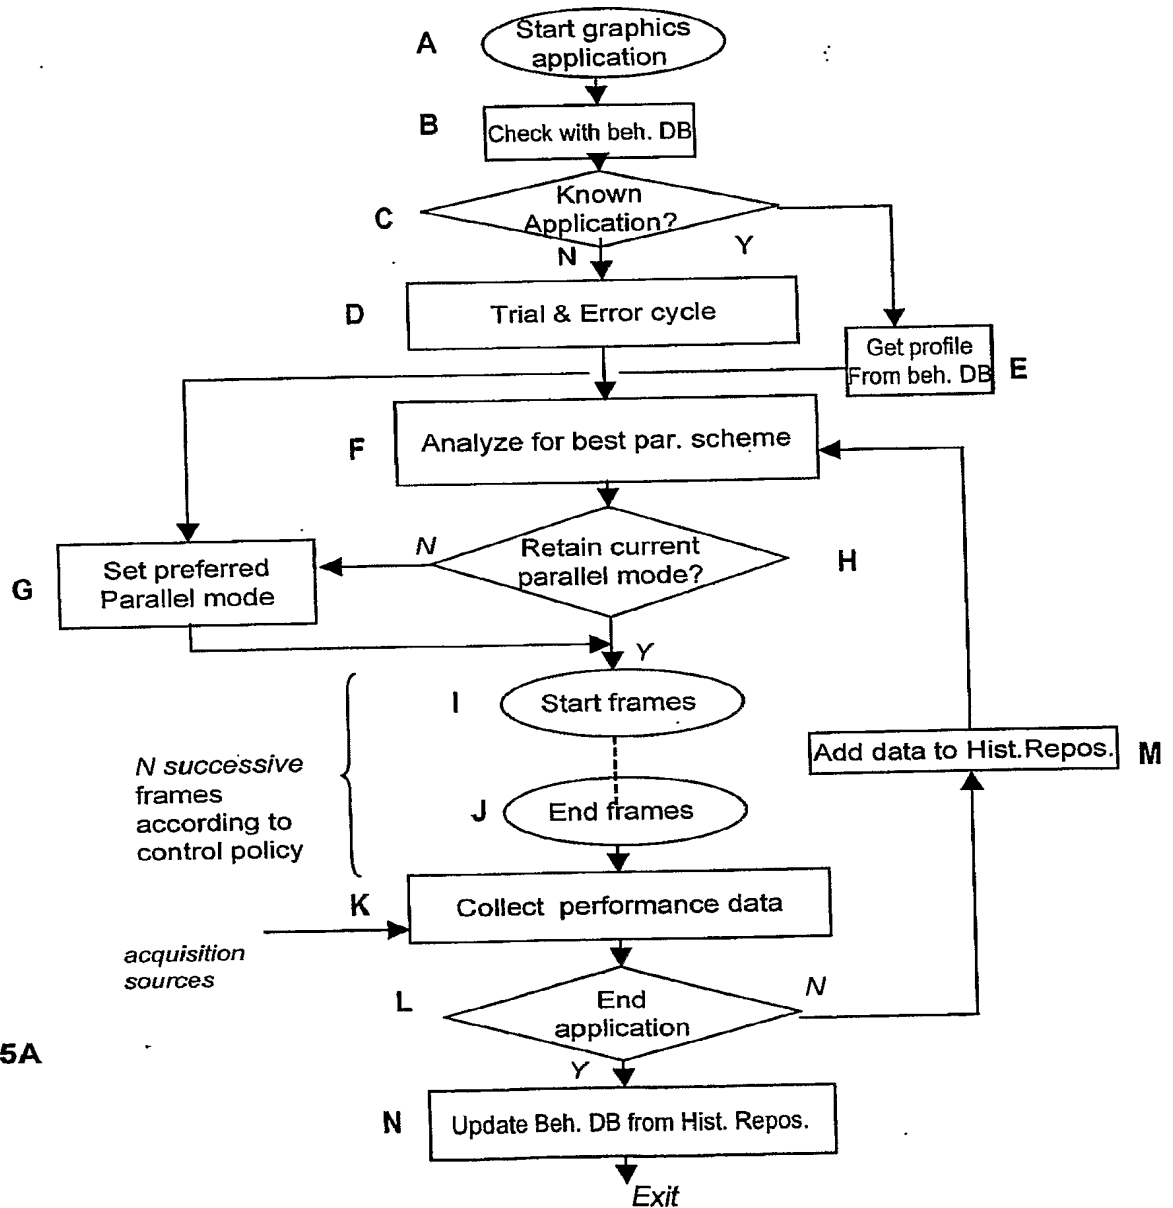 A
Start graphics
application
B
Check with beh. DB
C
Known
Application?
N
Y
D
Trial & Error cycle
Get profile
From beh. DB
E
F
Analyze for best par. scheme
N
Retain current
parallel mode?
H
G
Set preferred
Parallel mode
Y
I
Start frames
N successive
frames
according to
control policy
Add data to Hist.Repos.
M
J
End frames
K
Collect performance data
acquisition
sources
L
End
application
N
5A
Y
N
Update Beh. DB from Hist. Repos.
Exit